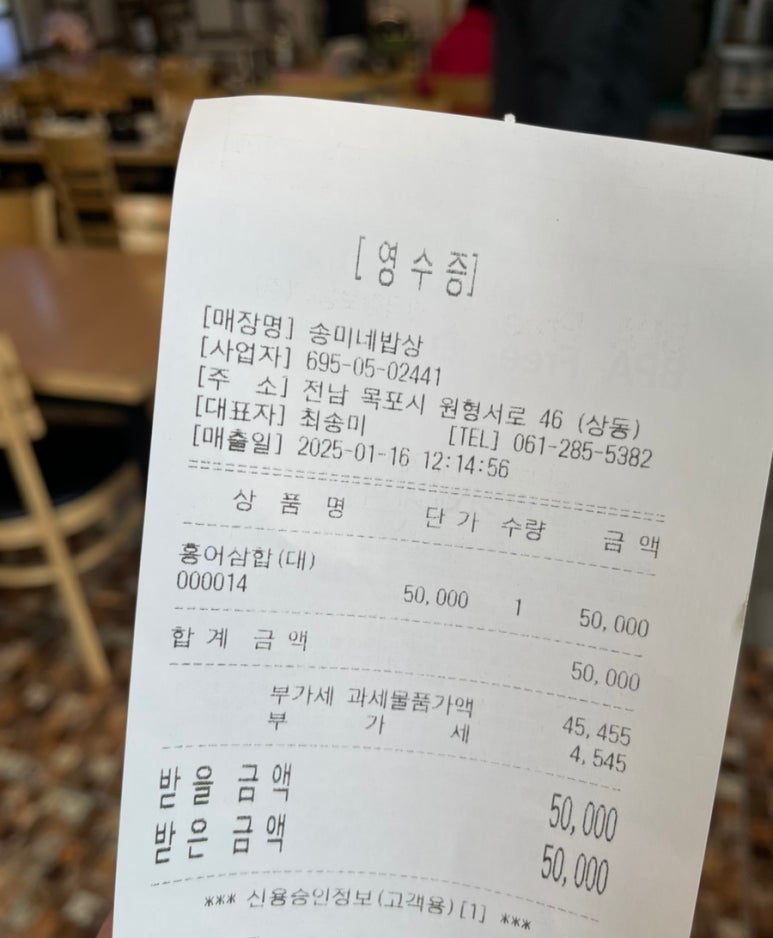 [영수증]
[매장명] 송미네밥상
[사업자] 695-05-02441
[주 소] 전남 목포시 원형서로 46 (상동)
[대표자] 최송미 [TEL] 061-285-5382
[매출일] 2025-01-16 12:14:56
상 품 명 단 가 수량 금 액
홍어삼합(대)
000014 50,000 1 50,000
합 계 금 액 50,000
부가세 과세물품가액 45,455
부 가 세 4,545
받을 금액 50,000
받은 금액 50,000
*** 신용승인정보(고객용)[1] ***